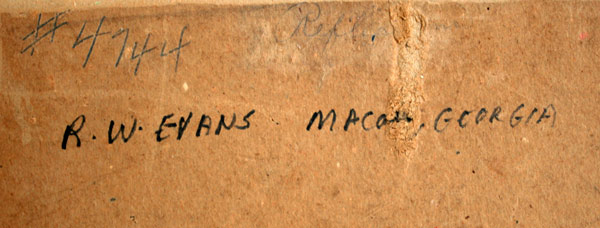 #4744
R.W. EVANS MACON, GEORGIA